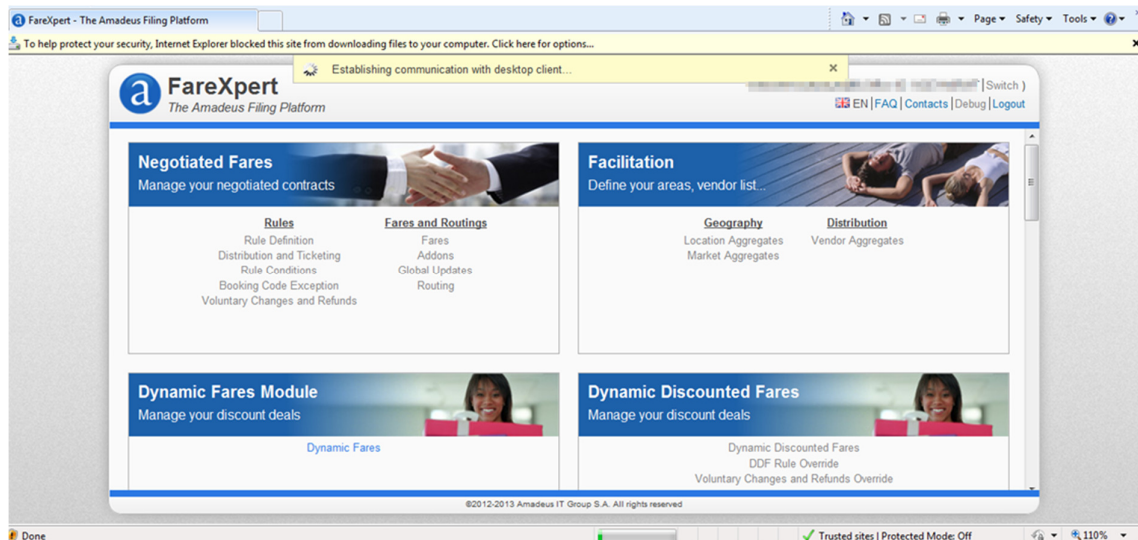 FareXpert - The Amadeus Filing Platform
Page
Safety
Tools
To help protect your security, Internet Explorer blocked this site from downloading files to your computer. Click here for options...
Establishing communication with desktop client...
FareXpert
The Amadeus Filing Platform
|Switch )
EN|FAQ|Contacts|Debug|Logout
Negotiated Fares
Manage your negotiated contracts
Rules
Rule Definition
Distribution and Ticketing
Rule Conditions
Booking Code Exception
Voluntary Changes and Refunds
Fares and Routings
Fares
Addons
Global Updates
Routing
Facilitation
Define your areas, vendor list...
Geography
Location Aggregates
Market Aggregates
Distribution
Vendor Aggregates
Dynamic Fares Module
Manage your discount deals
Dynamic Fares
Dynamic Discounted Fares
Manage your discount deals
Dynamic Discounted Fares
DDF Rule Override
Voluntary Changes and Refunds Override
©2012-2013 Amadeus IT Group S.A. All rights reserved
Done
Trusted sites | Protected Mode: Off
110%